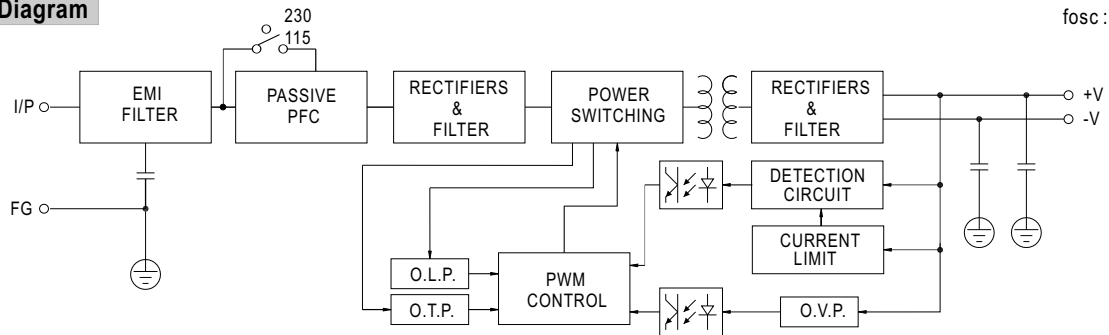 Diagram
fosc :
230
115
I/P
EMI
FILTER
PASSIVE
PFC
RECTIFIERS
&
FILTER
POWER
SWITCHING
RECTIFIERS
&
FILTER
+V
-V
FG
DETECTION
CIRCUIT
CURRENT
LIMIT
O.L.P.
O.T.P.
PWM
CONTROL
O.V.P.